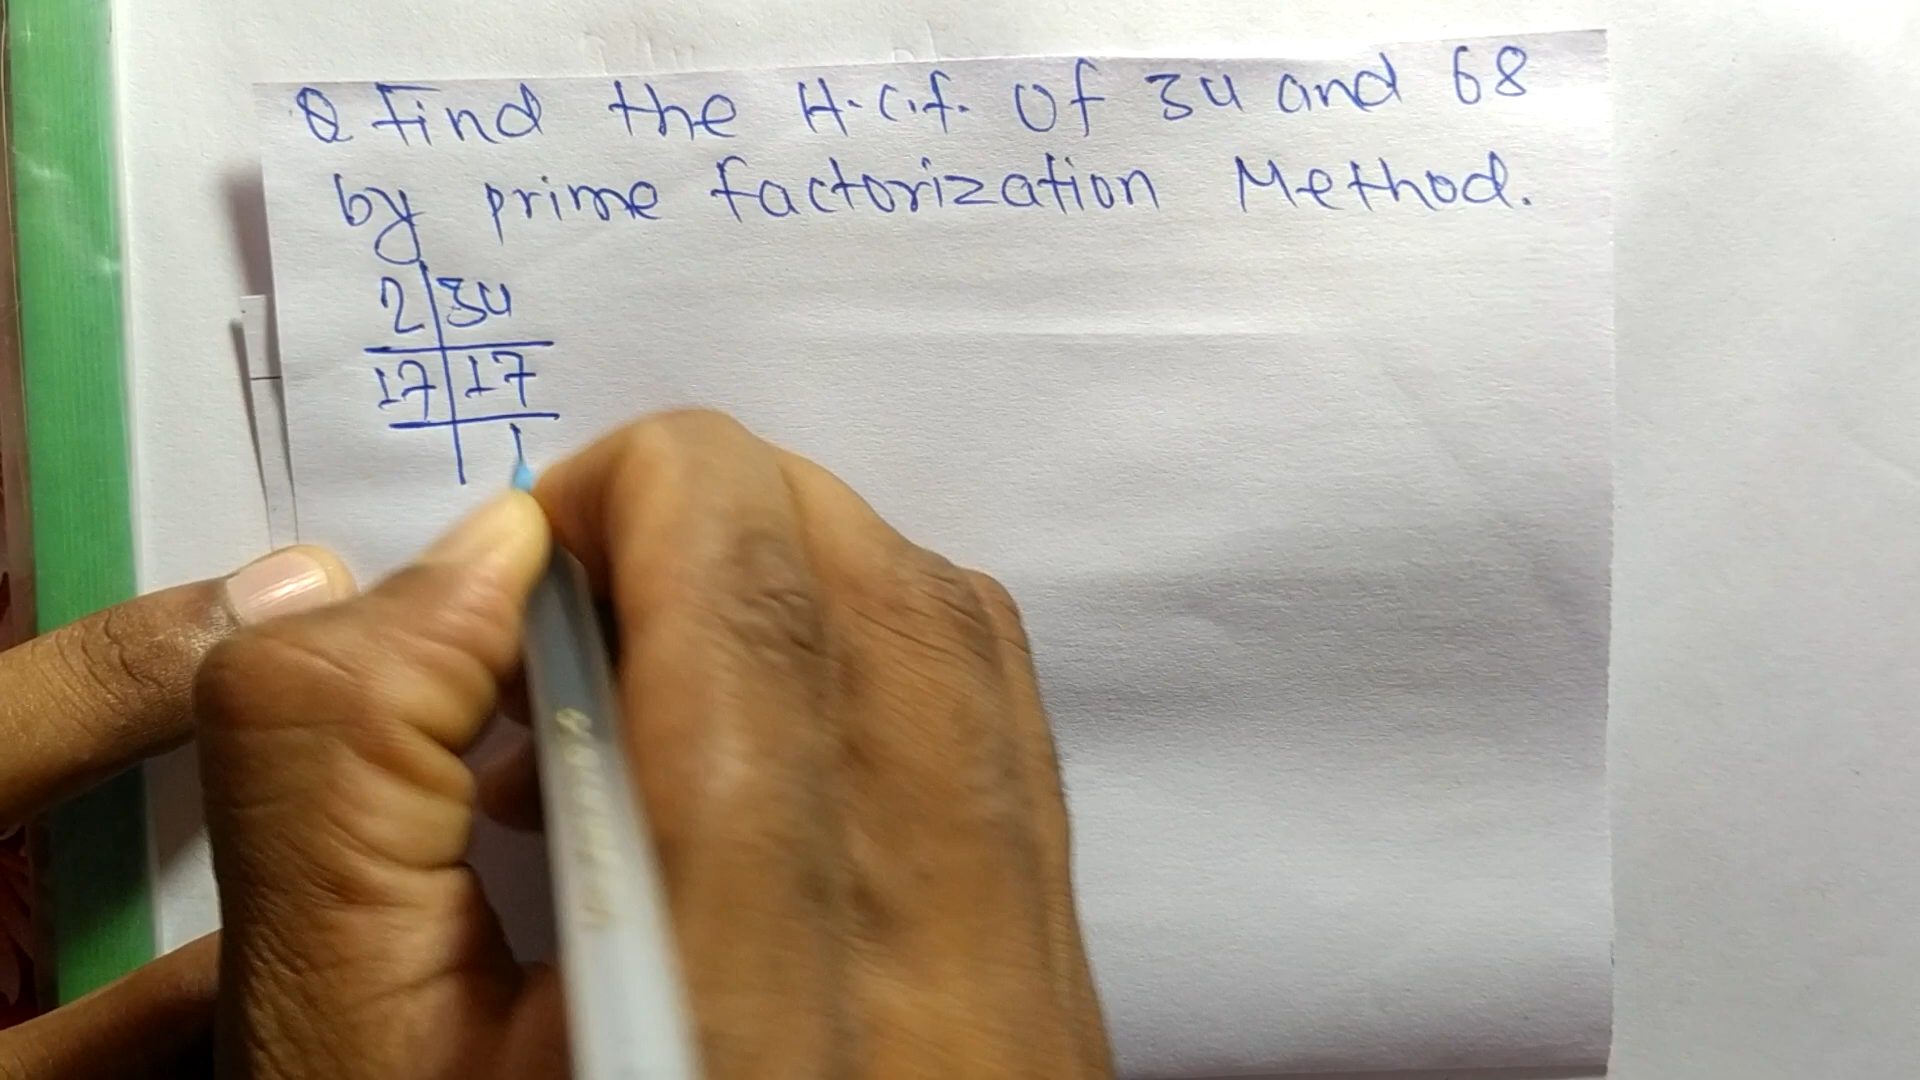 Q Find the H.C.f. Of 34 and 68
by prime factorization Method.
2 34
17 17
1